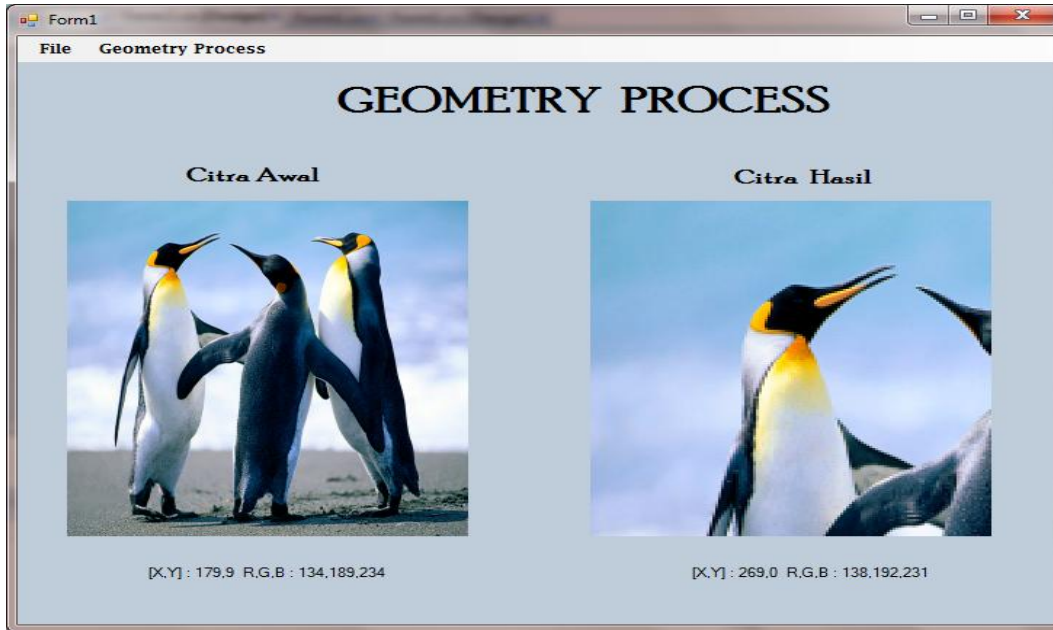 Form1
File Geometry Process
GEOMETRY PROCESS
Citra Awal
Citra Hasil
[X,Y] : 179,9 R,G,B : 134,189,234
[X,Y] : 269,0 R,G,B : 138,192,231